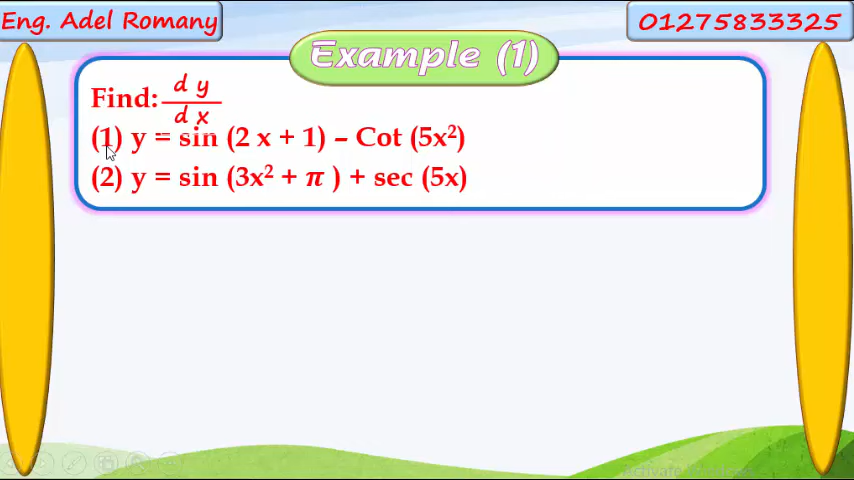 Eng. Adel Romany
01275833325
Example (1)
Find: d y
d x
(1) y = sin (2 x + 1) – Cot (5x²)
(2) y = sin (3x² + π ) + sec (5x)